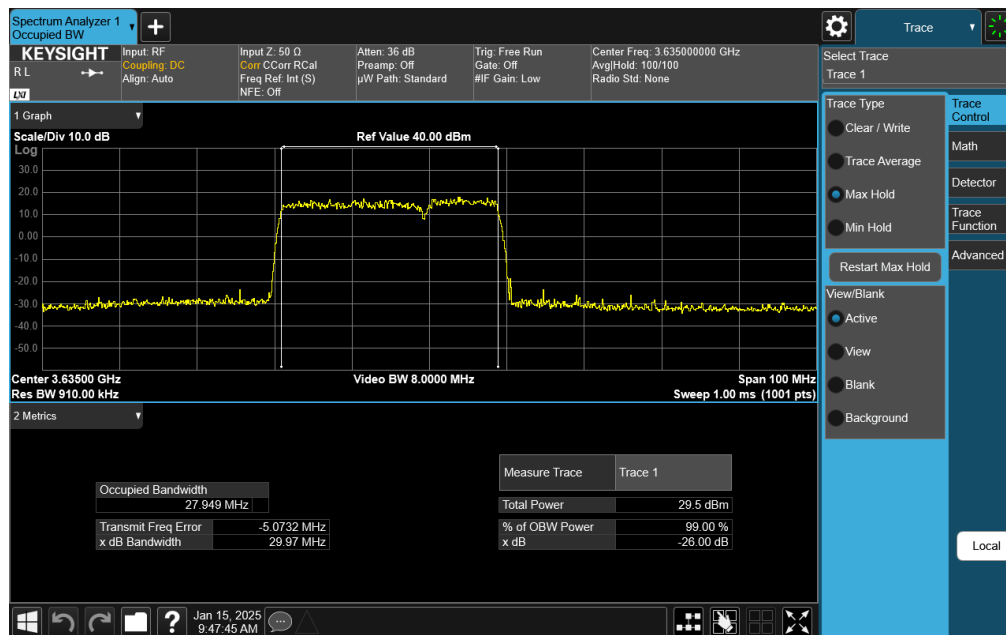 Spectrum Analyzer 1
Occupied BW
Trace
KEYSIGHT
R L
LXI
Input: RF
Coupling: DC
Align: Auto
Input Z: 50 Ω
Corr CCorr RCal
Freq Ref: Int (S)
NFE: Off
Atten: 36 dB
Preamp: Off
µW Path: Standard
Trig: Free Run
Gate: Off
#IF Gain: Low
Center Freq: 3.635000000 GHz
Avg|Hold: 100/100
Radio Std: None
Select Trace
Trace 1
1 Graph
Scale/Div 10.0 dB
Ref Value 40.00 dBm
Log
30.0
20.0
10.0
0.00
-10.0
-20.0
-30.0
-40.0
-50.0
Center 3.63500 GHz
Video BW 8.0000 MHz
Span 100 MHz
Res BW 910.00 kHz
Sweep 1.00 ms (1001 pts)
2 Metrics
Occupied Bandwidth
27.949 MHz
Transmit Freq Error -5.0732 MHz
x dB Bandwidth 29.97 MHz
Measure Trace Trace 1
Total Power 29.5 dBm
% of OBW Power 99.00 %
x dB -26.00 dB
Trace Type
Clear / Write
Trace Average
Max Hold
Min Hold
Restart Max Hold
View/Blank
Active
View
Blank
Background
Trace
Control
Math
Detector
Trace
Function
Advanced
Local
Jan 15, 2025
9:47:45 AM